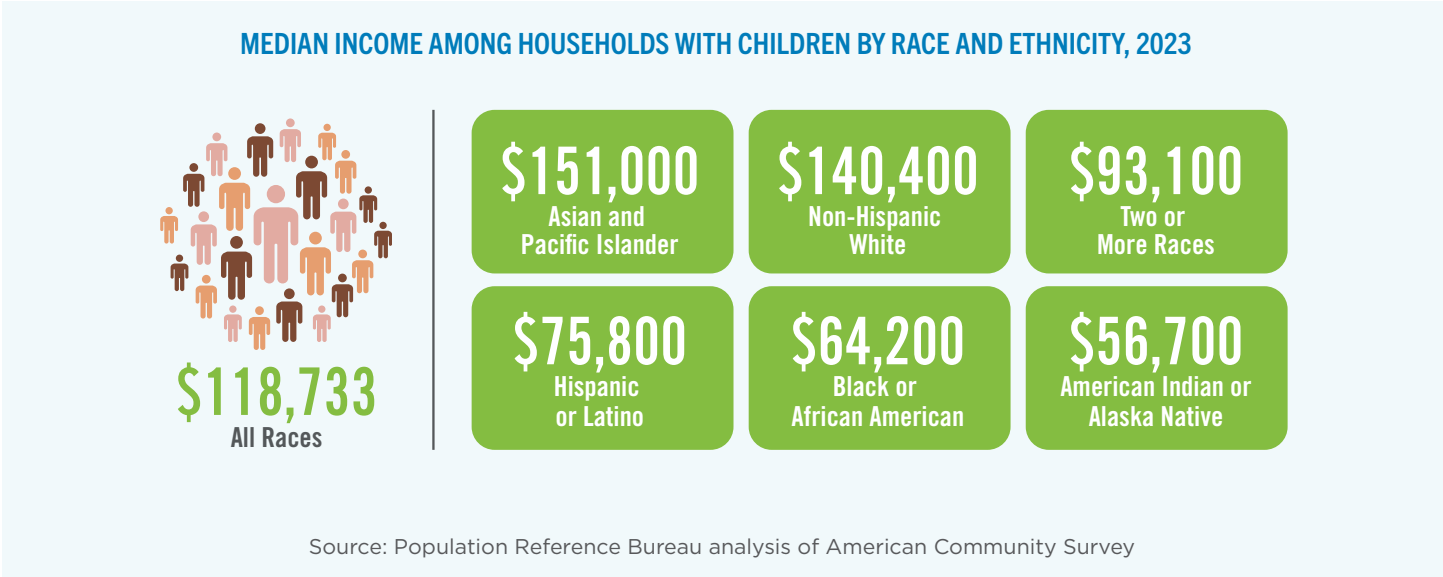 MEDIAN INCOME AMONG HOUSEHOLDS WITH CHILDREN BY RACE AND ETHNICITY, 2023
$118,733
All Races
$151,000
Asian and
Pacific Islander
$140,400
Non-Hispanic
White
$93,100
Two or
More Races
$75,800
Hispanic
or Latino
$64,200
Black or
African American
$56,700
American Indian or
Alaska Native
Source: Population Reference Bureau analysis of American Community Survey